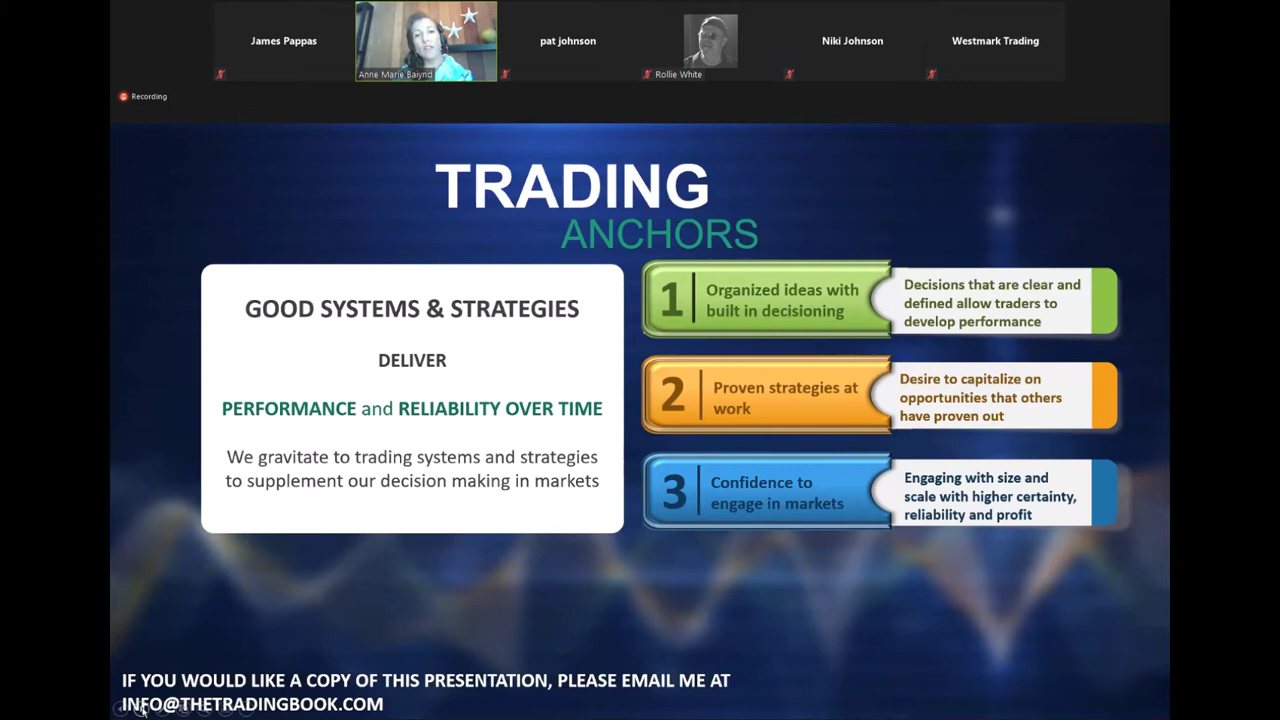 James Pappas
Anne Marie Baiynd
pat johnson
Rollie White
Niki Johnson
Westmark Trading
Recording
TRADING
ANCHORS
GOOD SYSTEMS & STRATEGIES
DELIVER
PERFORMANCE and RELIABILITY OVER TIME
We gravitate to trading systems and strategies
to supplement our decision making in markets
1
Organized ideas with
built in decisioning
Decisions that are clear and
defined allow traders to
develop performance
2
Proven strategies at
work
Desire to capitalize on
opportunities that others
have proven out
3
Confidence to
engage in markets
Engaging with size and
scale with higher certainty,
reliability and profit
IF YOU WOULD LIKE A COPY OF THIS PRESENTATION, PLEASE EMAIL ME AT
INFO@THETRADINGBOOK.COM